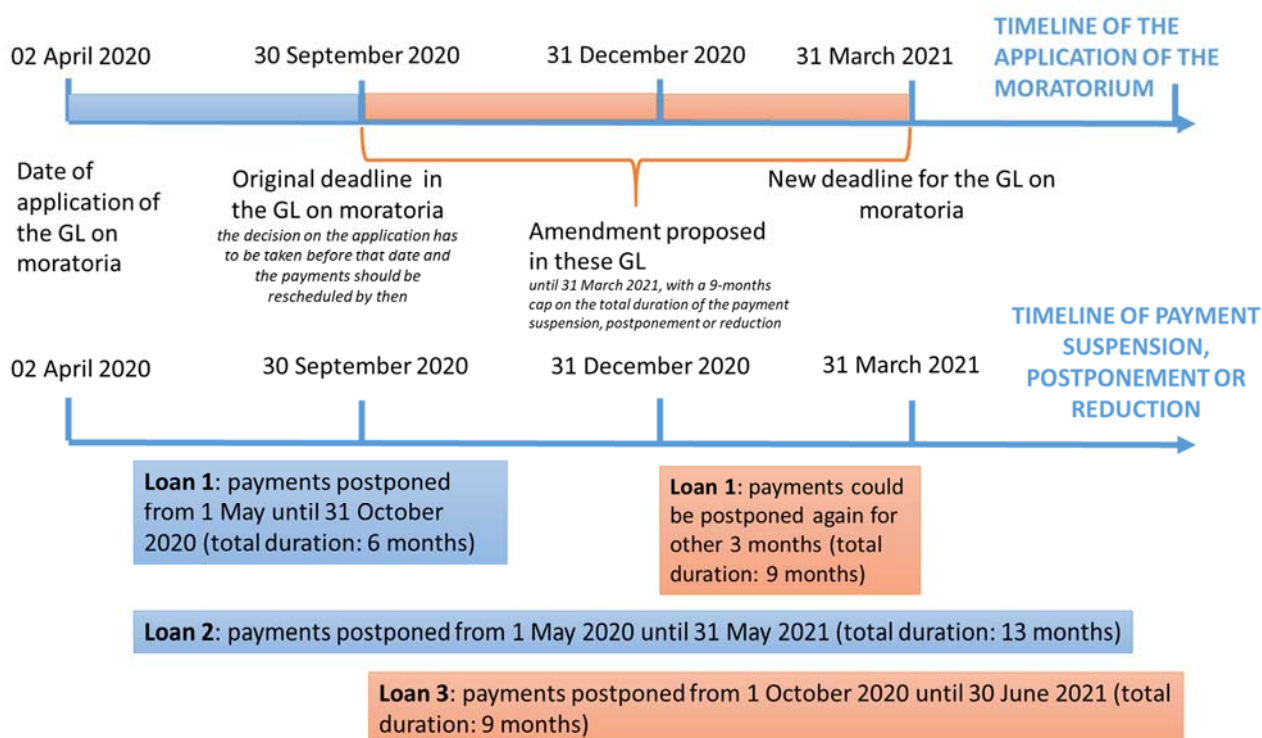 TIMELINE OF THE
APPLICATION OF THE
MORATORIUM
02 April 2020
30 September 2020
31 December 2020
31 March 2021
Date of
application of
the GL on
moratoria
Original deadline in
the GL on moratoria
the decision on the application has
to be taken before that date and
the payments should be
rescheduled by then
Amendment proposed
in these GL
until 31 March 2021, with a 9-months
cap on the total duration of the payment
suspension, postponement or reduction
New deadline for the GL on
moratoria
TIMELINE OF PAYMENT
SUSPENSION,
POSTPONEMENT OR
REDUCTION
02 April 2020
30 September 2020
31 December 2020
31 March 2021
Loan 1: payments postponed
from 1 May until 31 October
2020 (total duration: 6 months)
Loan 1: payments could
be postponed again for
other 3 months (total
duration: 9 months)
Loan 2: payments postponed from 1 May 2020 until 31 May 2021 (total duration: 13 months)
Loan 3: payments postponed from 1 October 2020 until 30 June 2021 (total
duration: 9 months)